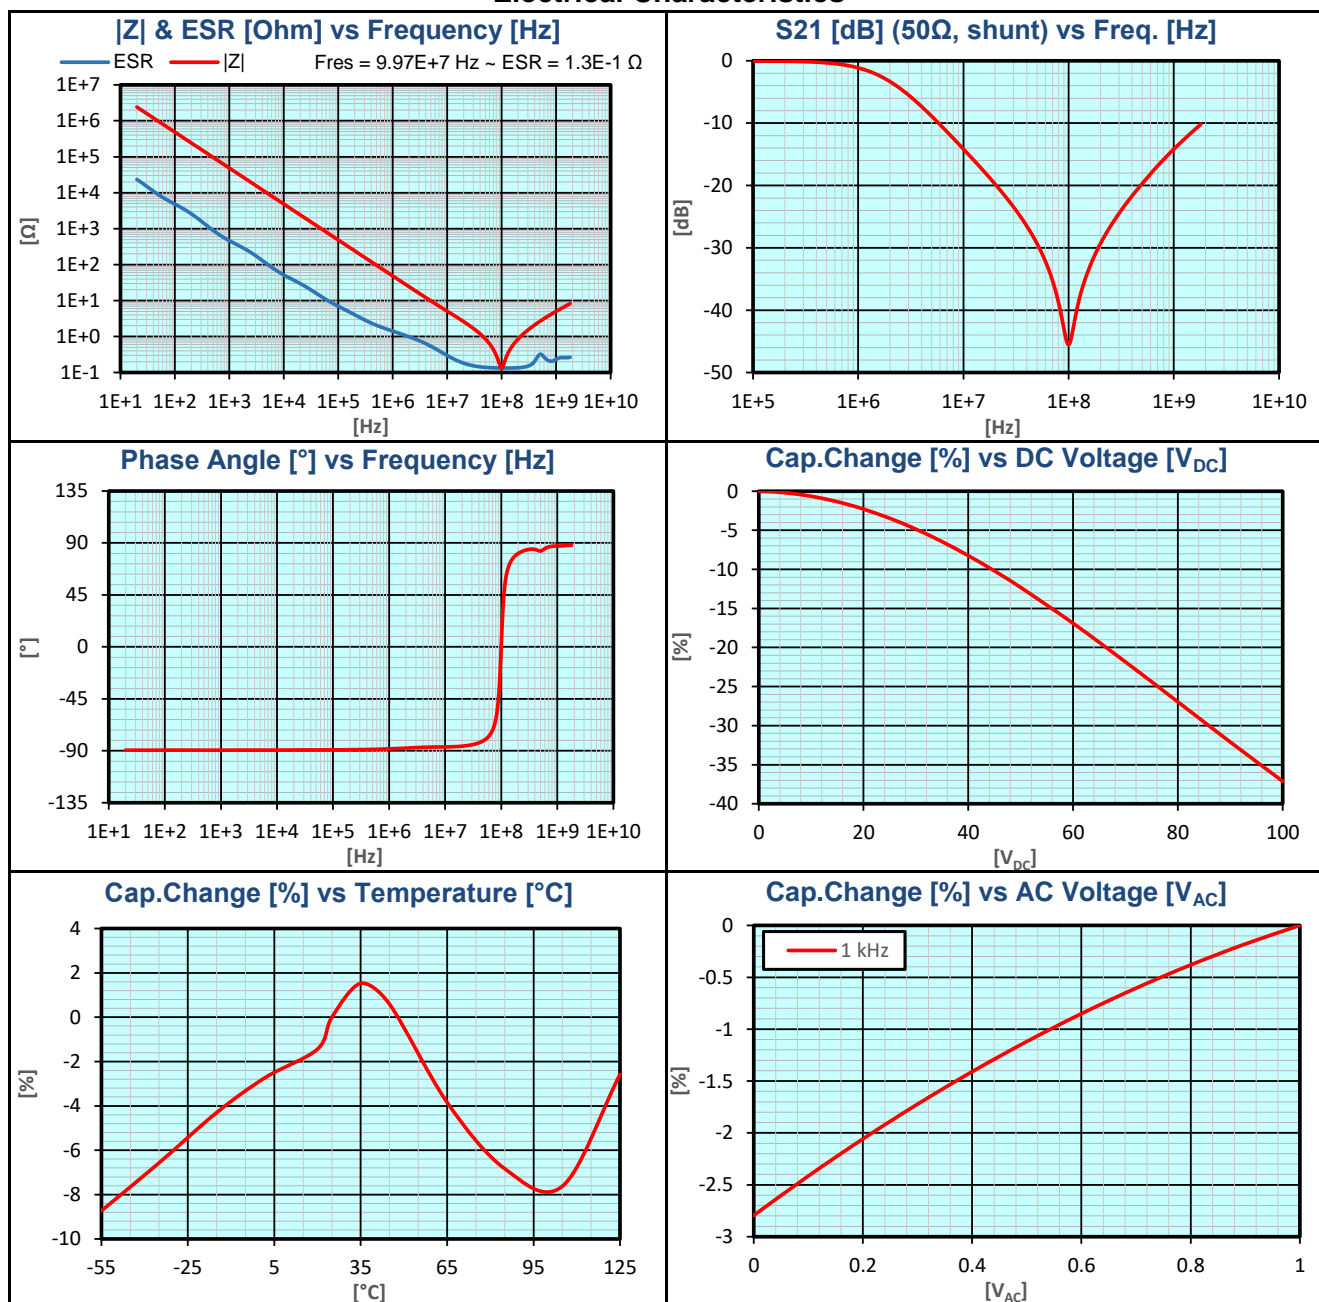 |Z| & ESR [Ohm] vs Frequency [Hz]
ESR |Z| Fres = 9.97E+7 Hz ~ ESR = 1.3E-1 Ω
1E+7
1E+6
1E+5
1E+4
1E+3
1E+2
1E+1
1E+0
1E-1
[Ω]
1E+1 1E+2 1E+3 1E+4 1E+5 1E+6 1E+7 1E+8 1E+9 1E+10
[Hz]
S21 [dB] (50Ω, shunt) vs Freq. [Hz]
0
-10
-20
-30
-40
-50
[dB]
1E+5 1E+6 1E+7 1E+8 1E+9 1E+10
[Hz]
Phase Angle [°] vs Frequency [Hz]
135
90
45
0
-45
-90
-135
[°]
1E+1 1E+2 1E+3 1E+4 1E+5 1E+6 1E+7 1E+8 1E+9 1E+10
[Hz]
Cap.Change [%] vs DC Voltage [VDC]
0
-5
-10
-15
-20
-25
-30
-35
-40
[%]
0 20 40 60 80 100
[VDC]
Cap.Change [%] vs Temperature [°C]
4
2
0
-2
-4
-6
-8
-10
[%]
-55 -25 5 35 65 95 125
[°C]
Cap.Change [%] vs AC Voltage [VAC]
1 kHz
0
-0.5
-1
-1.5
-2
-2.5
-3
[%]
0 0.2 0.4 0.6 0.8 1
[VAC]